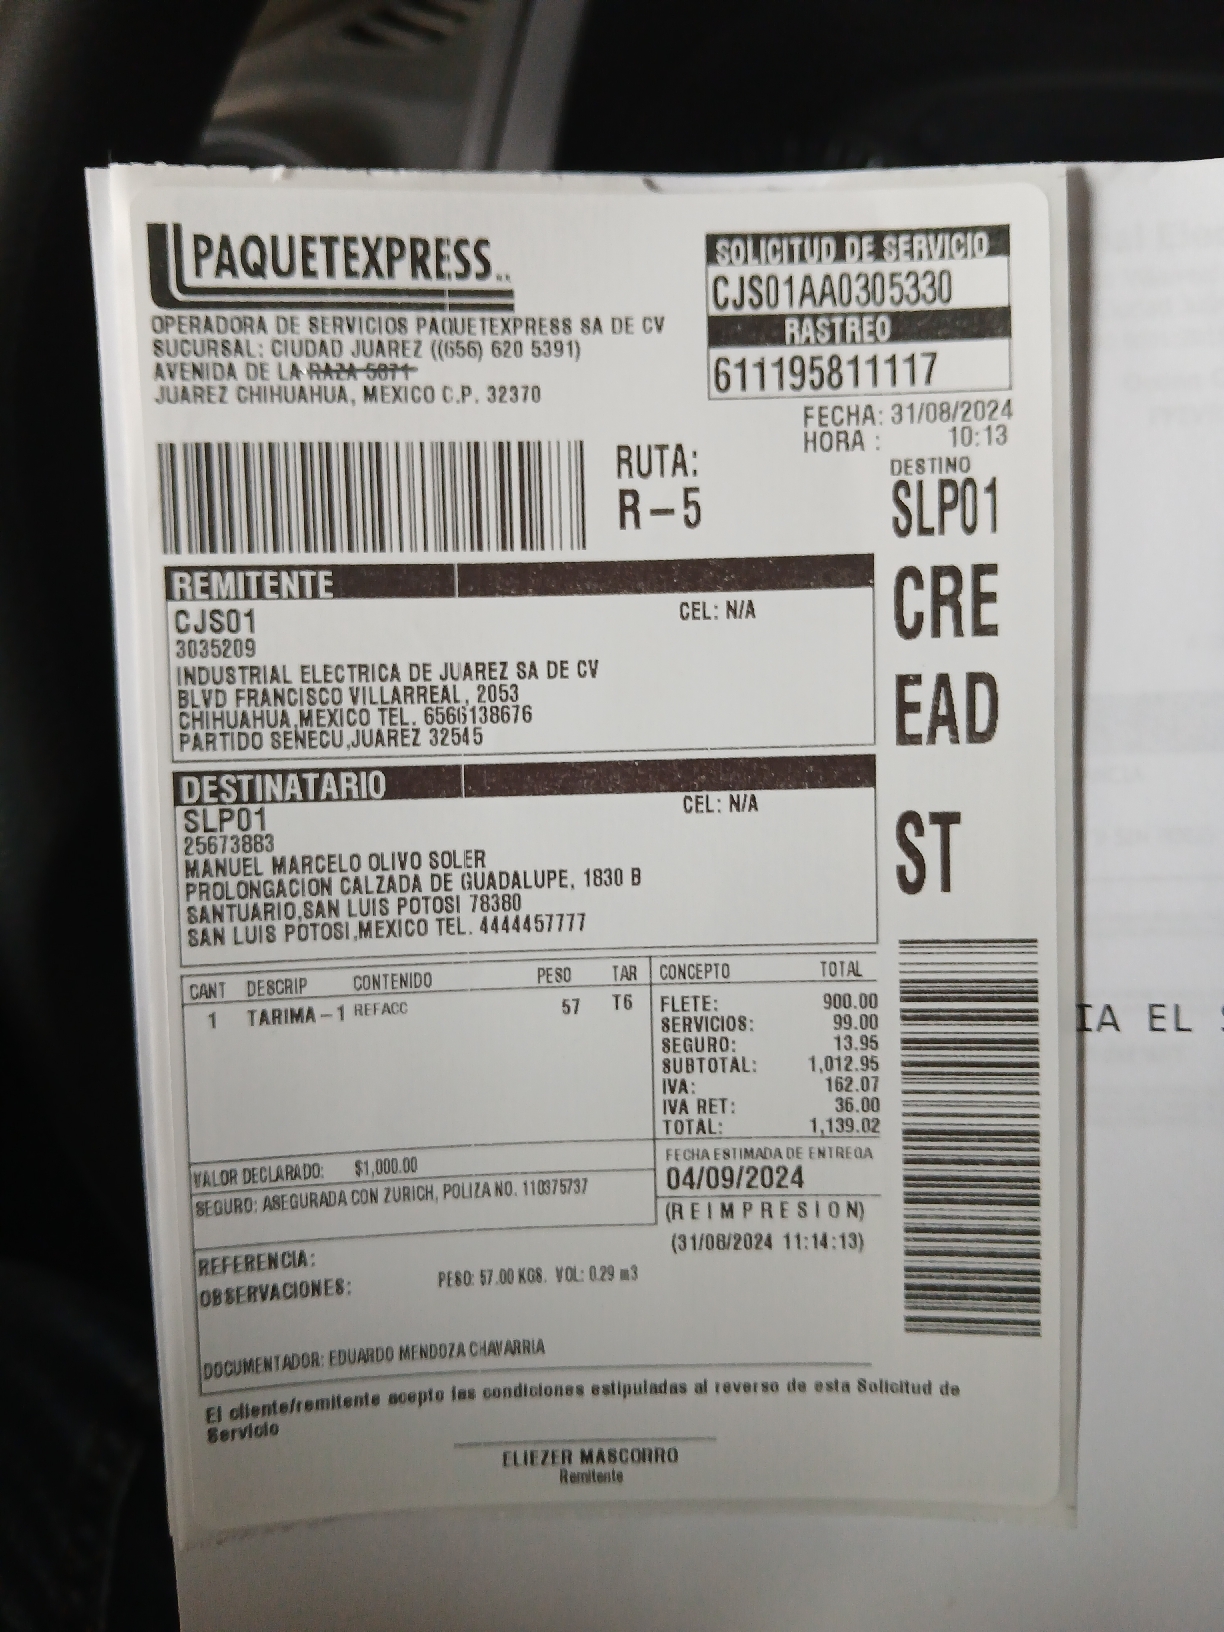 PAQUETEXPRESS
OPERADORA DE SERVICIOS PAQUETEXPRESS SA DE CV
SUCURSAL: CIUDAD JUAREZ ((656) 620 5391)
AVENIDA DE LA RAZA 5871
JUAREZ CHIHUAHUA, MEXICO C.P. 32370
SOLICITUD DE SERVICIO
CJS01AA0305330
RASTREO
611195811117
FECHA: 31/08/2024
HORA : 10:13
RUTA:
R-5
DESTINO
SLP01
CRE
EAD
ST
REMITENTE
CJS01 CEL: N/A
3035209
INDUSTRIAL ELECTRICA DE JUAREZ SA DE CV
BLVD FRANCISCO VILLARREAL, 2053
CHIHUAHUA,MEXICO TEL. 6566138676
PARTIDO SENECU,JUAREZ 32545
DESTINATARIO
SLP01 CEL: N/A
25673883
MANUEL MARCELO OLIVO SOLER
PROLONGACION CALZADA DE GUADALUPE, 1830 B
SANTUARIO,SAN LUIS POTOSI 78380
SAN LUIS POTOSI,MEXICO TEL. 4444457777
CANT DESCRIP CONTENIDO PESO TAR
1 TARIMA-1 REFACC 57 T6
CONCEPTO TOTAL
FLETE: 900.00
SERVICIOS: 99.00
SEGURO: 13.95
SUBTOTAL: 1,012.95
IVA: 162.07
IVA RET: 36.00
TOTAL: 1,139.02
VALOR DECLARADO: $1,000.00
SEGURO: ASEGURADA CON ZURICH, POLIZA NO. 110375737
FECHA ESTIMADA DE ENTREGA
04/09/2024
(REIMPRESION)
(31/08/2024 11:14:13)
REFERENCIA:
OBSERVACIONES: PESO: 57.00 KGS. VOL: 0.29 m3
DOCUMENTADOR: EDUARDO MENDOZA CHAVARRIA
El cliente/remitente acepto las condiciones estipuladas al reverso de esta Solicitud de
Servicio
ELIEZER MASCORRO
Remitente
IA EL